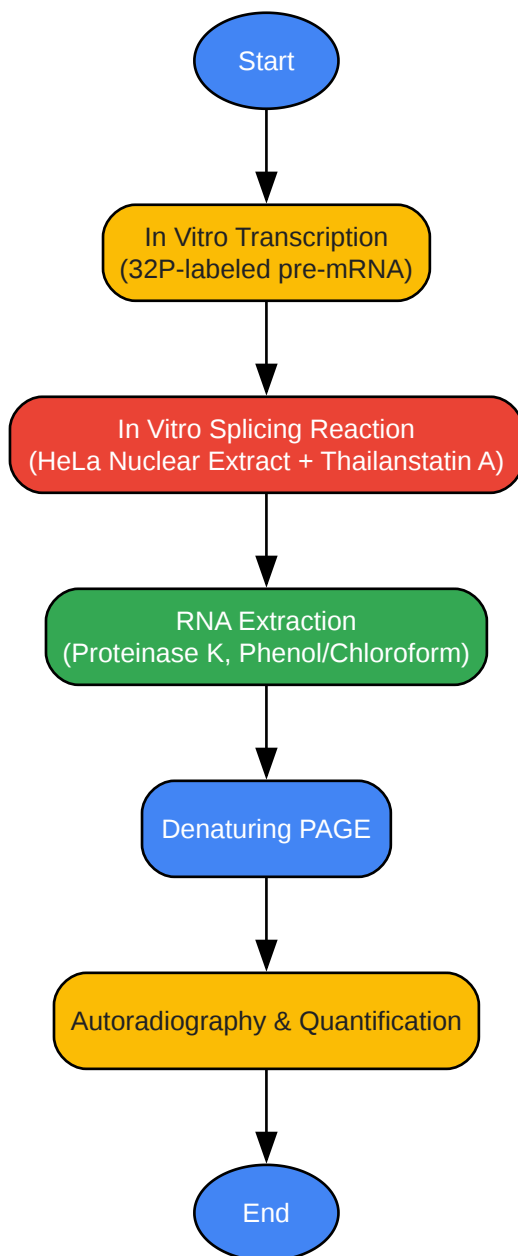 Start
In Vitro Transcription
(32P-labeled pre-mRNA)
In Vitro Splicing Reaction
(HeLa Nuclear Extract + Thailanstatin A)
RNA Extraction
(Proteinase K, Phenol/Chloroform)
Denaturing PAGE
Autoradiography & Quantification
End